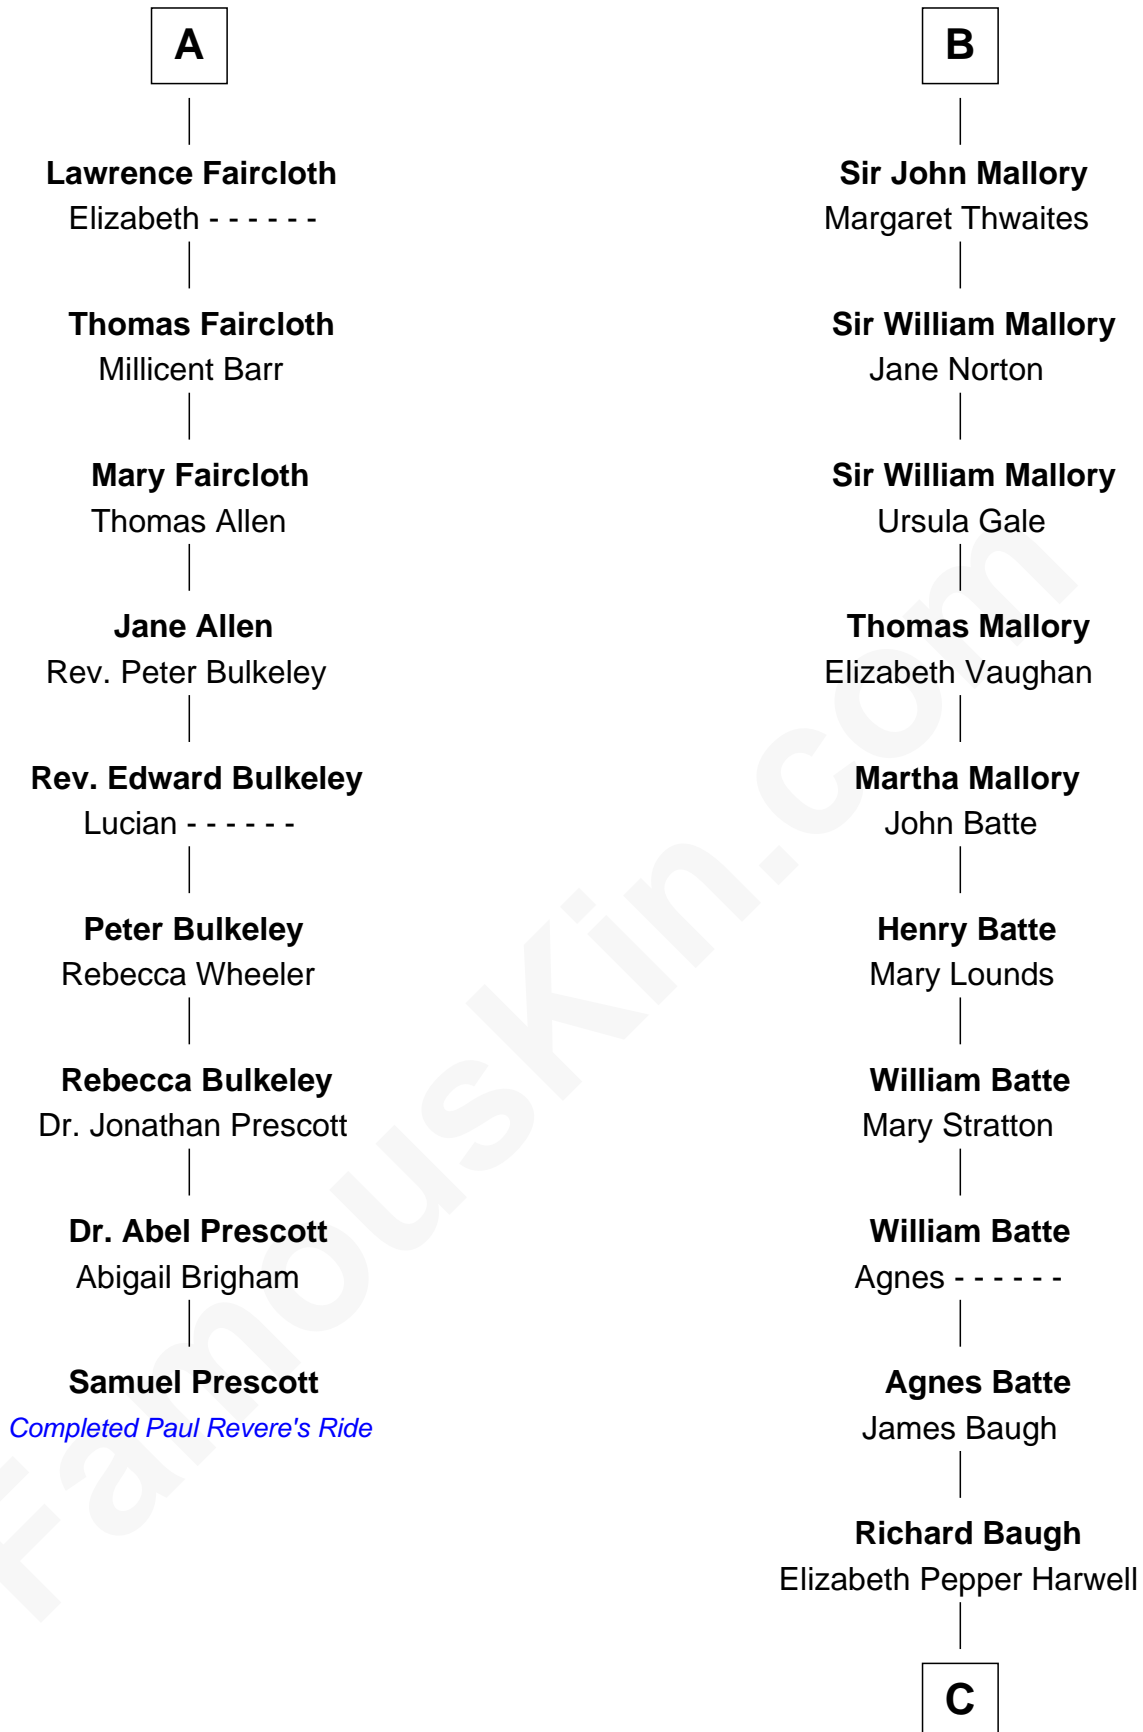 A
Lawrence Faircloth
Elizabeth - - - - - -
Thomas Faircloth
Millicent Barr
Mary Faircloth
Thomas Allen
Jane Allen
Rev. Peter Bulkeley
Rev. Edward Bulkeley
Lucian - - - - - -
Peter Bulkeley
Rebecca Wheeler
Rebecca Bulkeley
Dr. Jonathan Prescott
Dr. Abel Prescott
Abigail Brigham
Samuel Prescott
Completed Paul Revere's Ride
B
Sir John Mallory
Margaret Thwaites
Sir William Mallory
Jane Norton
Sir William Mallory
Ursula Gale
Thomas Mallory
Elizabeth Vaughan
Martha Mallory
John Batte
Henry Batte
Mary Lounds
William Batte
Mary Stratton
William Batte
Agnes - - - - - -
Agnes Batte
James Baugh
Richard Baugh
Elizabeth Pepper Harwell
C
FamousKin.com